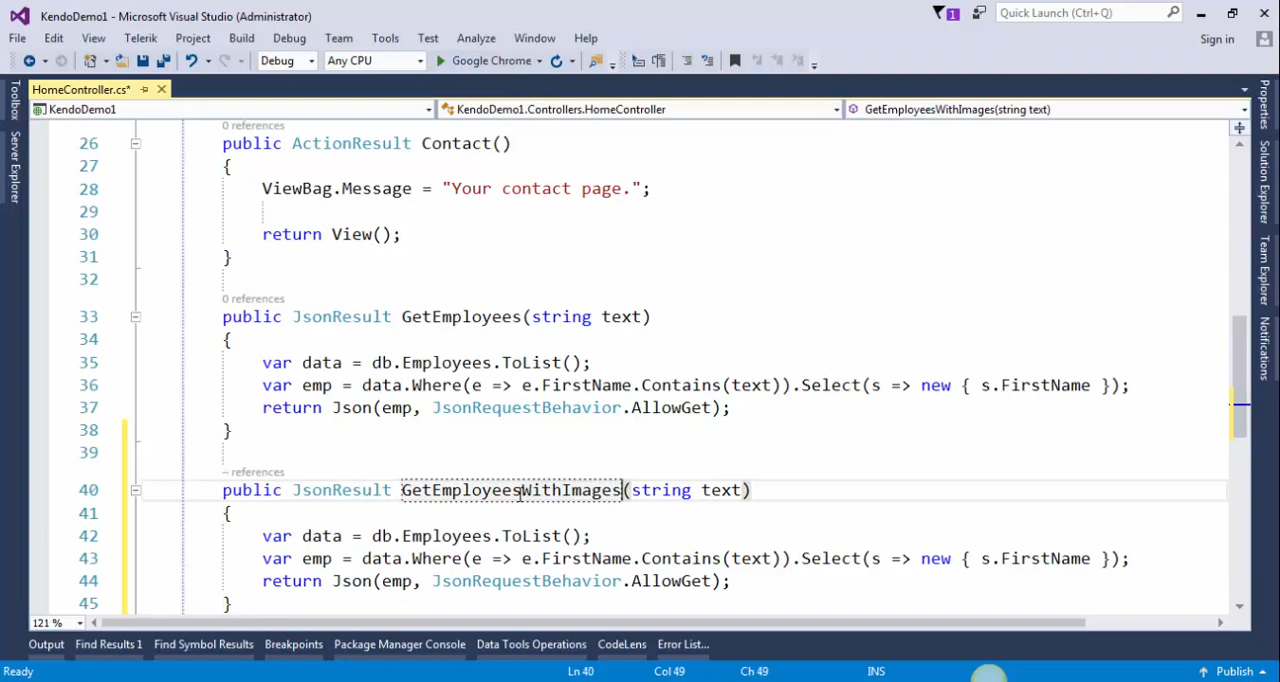 KendoDemo1 - Microsoft Visual Studio (Administrator)
1
Quick Launch (Ctrl+Q)
File Edit View Telerik Project Build Debug Team Tools Test Analyze Window Help
Sign in
Debug Any CPU Google Chrome
HomeController.cs*
KendoDemo1 KendoDemo1.Controllers.HomeController GetEmployeesWithImages(string text)
Toolbox
Server Explorer
Properties
Solution Explorer
Team Explorer
Notifications
0 references
26 public ActionResult Contact()
27 {
28 ViewBag.Message = "Your contact page.";
29
30 return View();
31 }
32
0 references
33 public JsonResult GetEmployees(string text)
34 {
35 var data = db.Employees.ToList();
36 var emp = data.Where(e => e.FirstName.Contains(text)).Select(s => new { s.FirstName });
37 return Json(emp, JsonRequestBehavior.AllowGet);
38 }
39
– references
40 public JsonResult GetEmployeesWithImages(string text)
41 {
42 var data = db.Employees.ToList();
43 var emp = data.Where(e => e.FirstName.Contains(text)).Select(s => new { s.FirstName });
44 return Json(emp, JsonRequestBehavior.AllowGet);
45 }
121 %
Output Find Results 1 Find Symbol Results Breakpoints Package Manager Console Data Tools Operations CodeLens Error List...
Ready Ln 40 Col 49 Ch 49 INS Publish